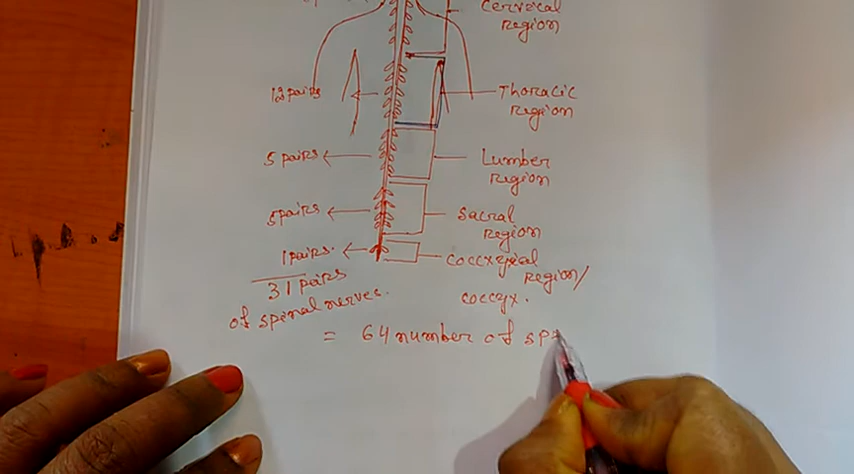 Cervical
Region
12 pairs
Thoracic
Region
5 pairs
Lumber
Region
5 pairs
Sacral
Region
1 pairs.
Coccxygial
Region/
coccyx.
31 pairs
of spinal nerves.
= 64 number of sp